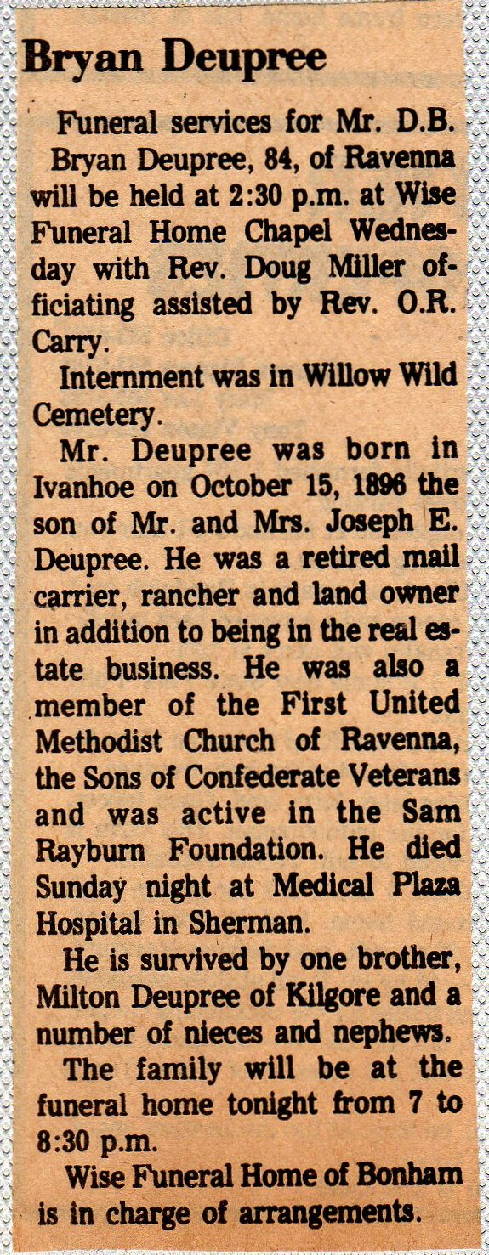 Bryan Deupree
Funeral services for Mr. D.B.
Bryan Deupree, 84, of Ravenna
will be held at 2:30 p.m. at Wise
Funeral Home Chapel Wednes-
day with Rev. Doug Miller of-
ficiating assisted by Rev. O.R.
Carry.
Internment was in Willow Wild
Cemetery.
Mr. Deupree was born in
Ivanhoe on October 15, 1896 the
son of Mr. and Mrs. Joseph E.
Deupree. He was a retired mail
carrier, rancher and land owner
in addition to being in the real es-
tate business. He was also a
member of the First United
Methodist Church of Ravenna,
the Sons of Confederate Veterans
and was active in the Sam
Rayburn Foundation. He died
Sunday night at Medical Plaza
Hospital in Sherman.
He is survived by one brother,
Milton Deupree of Kilgore and a
number of nieces and nephews.
The family will be at the
funeral home tonight from 7 to
8:30 p.m.
Wise Funeral Home of Bonham
is in charge of arrangements.